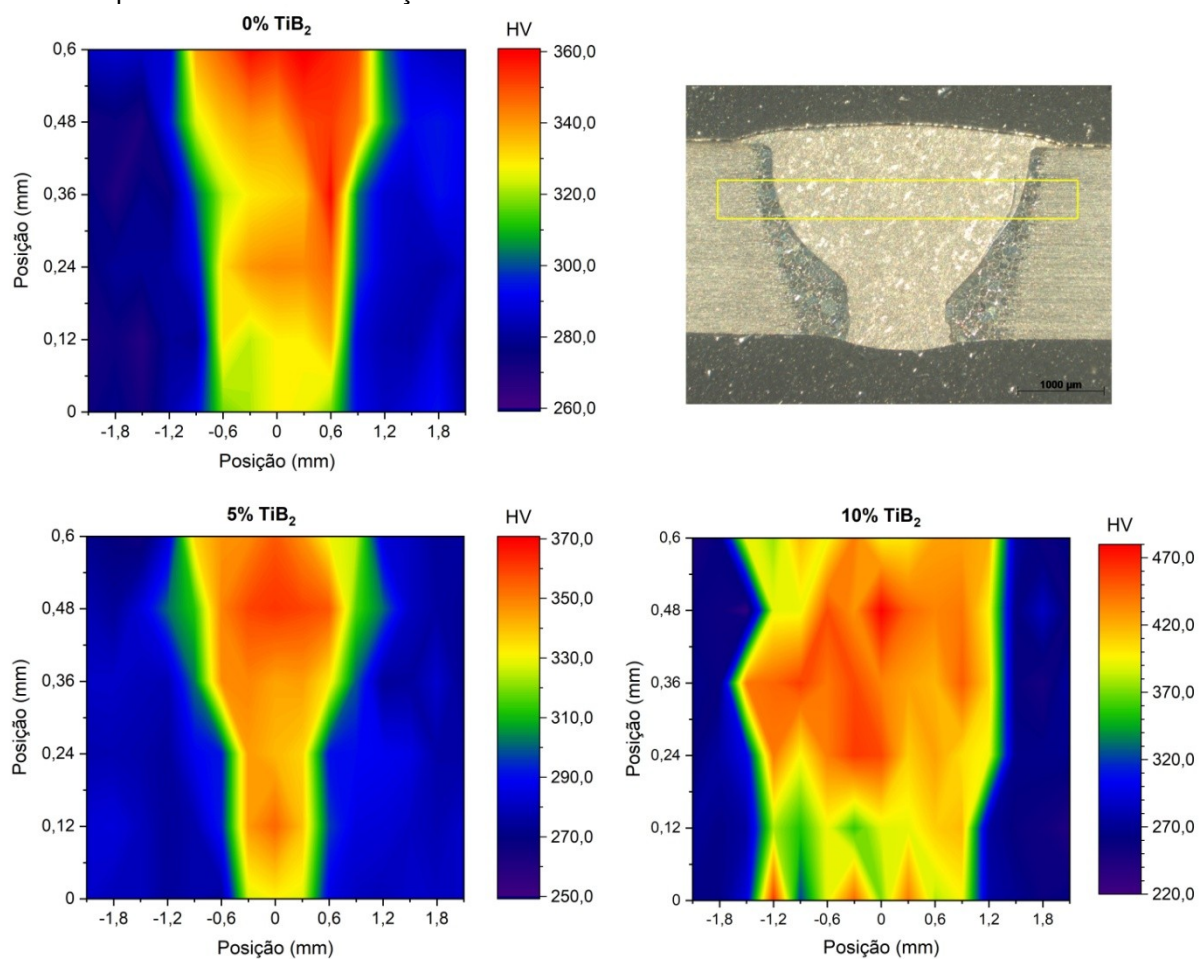 0% TiB₂
HV
0,6
0,48
0,36
0,24
0,12
0
Posição (mm)
-1,8 -1,2 -0,6 0 0,6 1,2 1,8
Posição (mm)
360,0
340,0
320,0
300,0
280,0
260,0
1000 µm
5% TiB₂
HV
0,6
0,48
0,36
0,24
0,12
0
Posição (mm)
-1,8 -1,2 -0,6 0 0,6 1,2 1,8
Posição (mm)
370,0
350,0
330,0
310,0
290,0
270,0
250,0
10% TiB₂
HV
0,6
0,48
0,36
0,24
0,12
0
Posição (mm)
-1,8 -1,2 -0,6 0 0,6 1,2 1,8
Posição (mm)
470,0
420,0
370,0
320,0
270,0
220,0